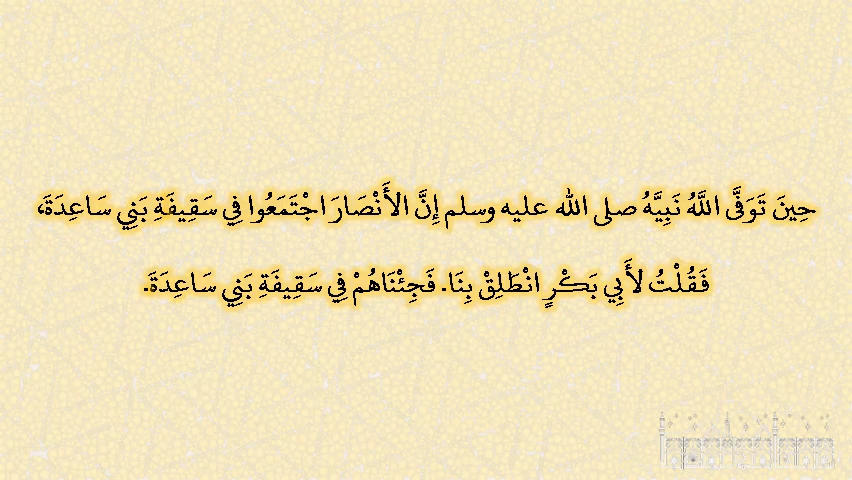 حِينَ تَوَفَّى اللَّهُ نَبِيَّهُ صلى الله عليه وسلم إِنَّ الأَنْصَارَ اجْتَمَعُوا فِي سَقِيفَةِ بَنِي سَاعِدَةَ،
فَقُلْتُ لأَبِي بَكْرٍ انْطَلِقْ بِنَا. فَجِئْنَاهُمْ فِي سَقِيفَةِ بَنِي سَاعِدَةَ.